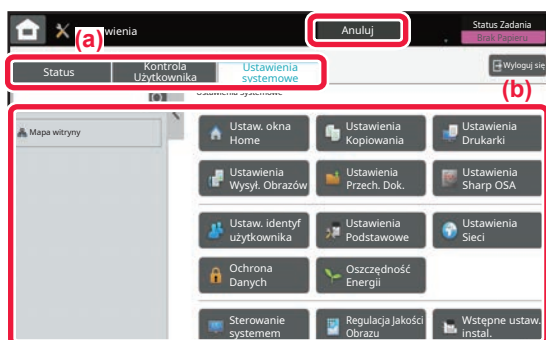 (a)
wienia
Anuluj
Status Zadania
Brak Papieru
Status
Kontrola
Użytkownika
Ustawienia
systemowe
Wyloguj się
(b)
Ustawienia systemowe
Mapa witryny
Ustaw. okna
Home
Ustawienia
Kopiowania
Ustawienia
Drukarki
Ustawienia
Wysył. Obrazów
Ustawienia
Przech. Dok.
Ustawienia
Sharp OSA
Ustaw. identyf
użytkownika
Ustawienia
Podstawowe
Ustawienia
Sieci
Ochrona
Danych
Oszczędność
Energii
Sterowanie
systemem
Regulacja Jakości
Obrazu
Wstępne ustaw.
instal.